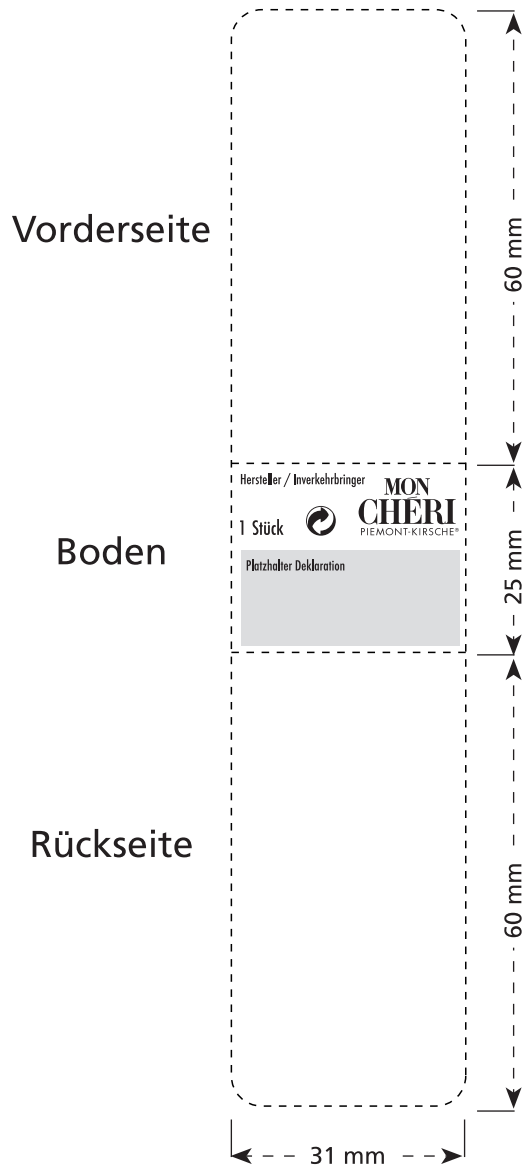 Vorderseite
60 mm
Hersteller / Inverkehrbringer
MON
CHÉRI
PIEMONT-KIRSCHE®
1 Stück
Boden
25 mm
Platzhalter Deklaration
Rückseite
60 mm
31 mm